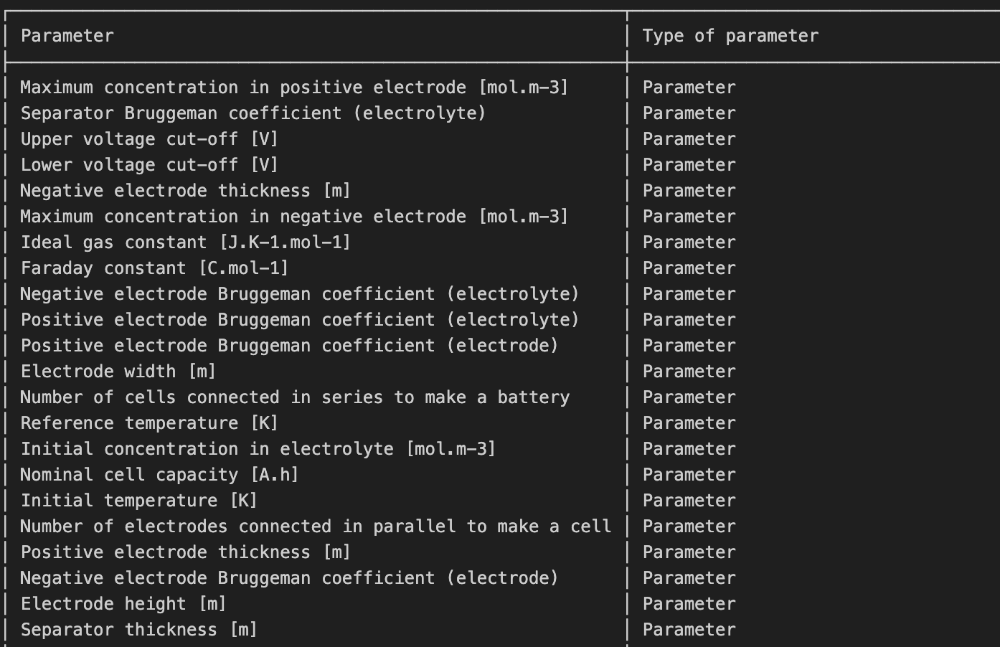 Parameter Type of parameter
Maximum concentration in positive electrode [mol.m-3] Parameter
Separator Bruggeman coefficient (electrolyte) Parameter
Upper voltage cut-off [V] Parameter
Lower voltage cut-off [V] Parameter
Negative electrode thickness [m] Parameter
Maximum concentration in negative electrode [mol.m-3] Parameter
Ideal gas constant [J.K-1.mol-1] Parameter
Faraday constant [C.mol-1] Parameter
Negative electrode Bruggeman coefficient (electrolyte) Parameter
Positive electrode Bruggeman coefficient (electrolyte) Parameter
Positive electrode Bruggeman coefficient (electrode) Parameter
Electrode width [m] Parameter
Number of cells connected in series to make a battery Parameter
Reference temperature [K] Parameter
Initial concentration in electrolyte [mol.m-3] Parameter
Nominal cell capacity [A.h] Parameter
Initial temperature [K] Parameter
Number of electrodes connected in parallel to make a cell Parameter
Positive electrode thickness [m] Parameter
Negative electrode Bruggeman coefficient (electrode) Parameter
Electrode height [m] Parameter
Separator thickness [m] Parameter